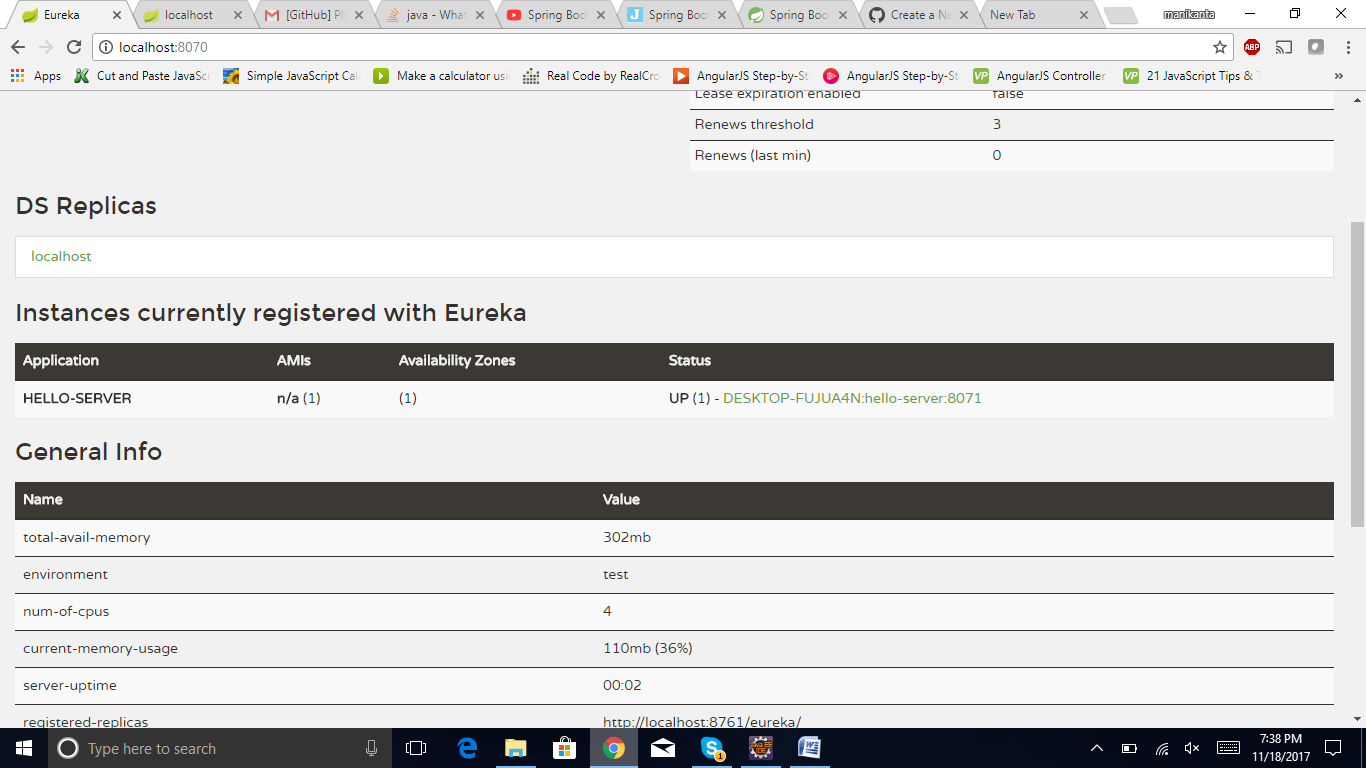 Eureka
localhost
[GitHub] Pl
java - Wha
Spring Boo
Spring Boo
Spring Boo
Create a Ne
New Tab
manikanta
localhost:8070
ABP
Apps
Cut and Paste JavaScr
Simple JavaScript Cal
Make a calculator usi
Real Code by RealCro
AngularJS Step-by-St
AngularJS Step-by-St
VP AngularJS Controller
VP 21 JavaScript Tips &
»
Lease expiration enabled false
Renews threshold 3
Renews (last min) 0
DS Replicas
localhost
Instances currently registered with Eureka
Application AMIs Availability Zones Status
HELLO-SERVER n/a (1) (1) UP (1) - DESKTOP-FUJUA4N:hello-server:8071
General Info
Name Value
total-avail-memory 302mb
environment test
num-of-cpus 4
current-memory-usage 110mb (36%)
server-uptime 00:02
registered-replicas http://localhost:8761/eureka/
Type here to search
7:38 PM
11/18/2017